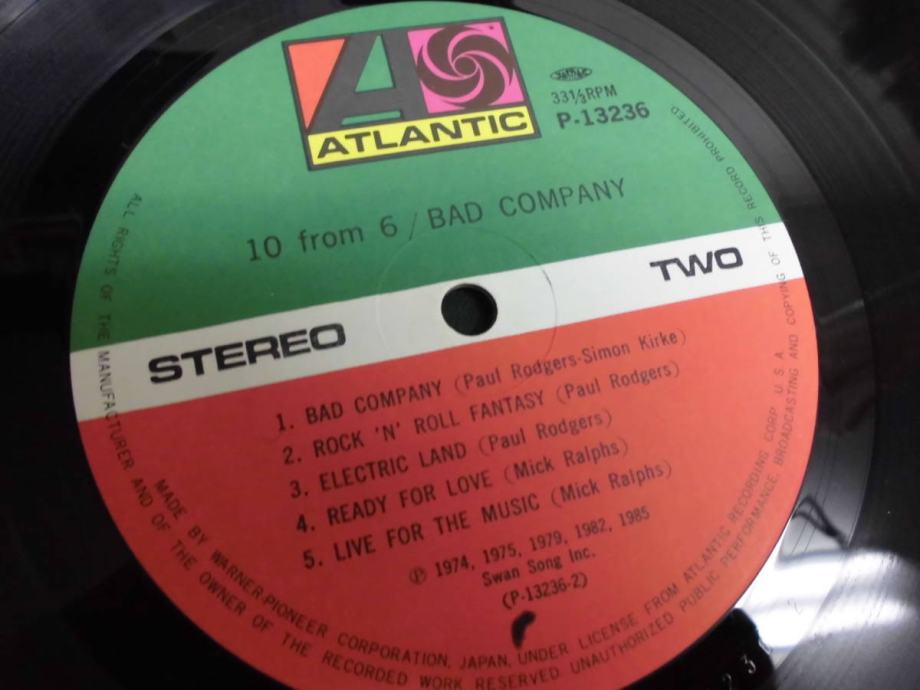 ATLANTIC
33⅓RPM
P-13236
10 from 6 / BAD COMPANY
STEREO
TWO
1. BAD COMPANY (Paul Rodgers-Simon Kirke)
2. ROCK 'N' ROLL FANTASY (Paul Rodgers)
3. ELECTRIC LAND (Paul Rodgers)
4. READY FOR LOVE (Mick Ralphs)
5. LIVE FOR THE MUSIC (Mick Ralphs)
Ⓟ 1974, 1975, 1979, 1982, 1985
Swan Song Inc.
(P-13236-2)
MADE BY WARNER-PIONEER CORPORATION, JAPAN, UNDER LICENSE FROM ATLANTIC RECORDING CORP. U.S.A.
ALL RIGHTS OF THE MANUFACTURER AND OF THE OWNER OF THE RECORDED WORK RESERVED UNAUTHORIZED PUBLIC PERFORMANCE, BROADCASTING AND COPYING OF THIS RECORD PROHIBITED